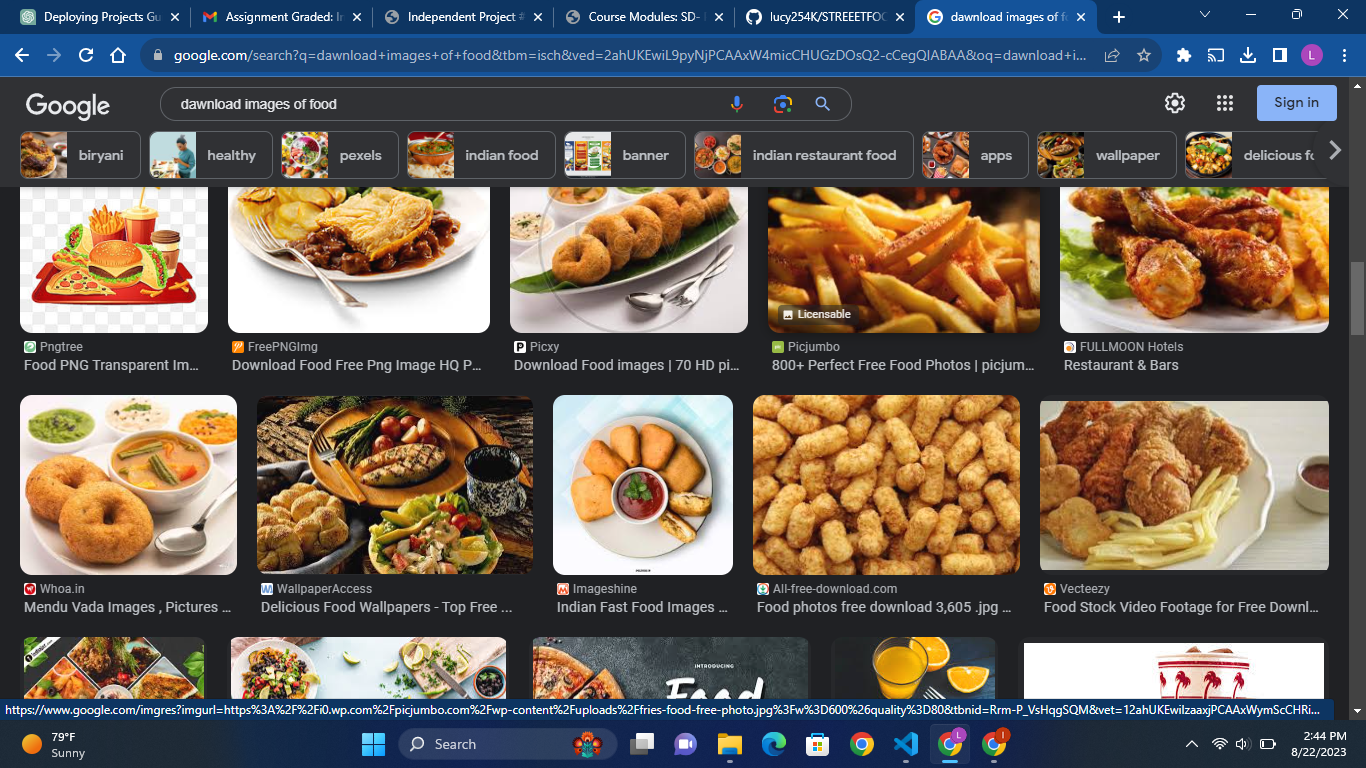 Deploying Projects Gu
Assignment Graded: In
Independent Project #
Course Modules: SD-
lucy254K/STREEETFOO
dawnload images of fo
google.com/search?q=dawnload+images+of+food&tbm=isch&ved=2ahUKEwiL9pyNjPCAAxW4micCHUGzDOsQ2-cCegQIABAA&oq=dawnload+i...
L
Google
dawnload images of food
Sign in
biryani
healthy
pexels
indian food
banner
indian restaurant food
apps
wallpaper
delicious fo
Licensable
Pngtree
Food PNG Transparent Im...
FreePNGImg
Download Food Free Png Image HQ P...
Picxy
Download Food images | 70 HD pi...
Picjumbo
800+ Perfect Free Food Photos | picjum...
FULLMOON Hotels
Restaurant & Bars
Whoa.in
Mendu Vada Images , Pictures ...
WallpaperAccess
Delicious Food Wallpapers - Top Free ...
Imageshine
Indian Fast Food Images ...
All-free-download.com
Food photos free download 3,605 .jpg ...
Vecteezy
Food Stock Video Footage for Free Downl...
INTRODUCING
Food
https://www.google.com/imgres?imgurl=https%3A%2F%2Fi0.wp.com%2Fpicjumbo.com%2Fwp-content%2Fuploads%2Ffries-food-free-photo.jpg%3Fw%3D600%26quality%3D80&tbnid=Rrm-P_VsHqgSQM&vet=12ahUKEwiIzaaxjPCAAxWymScCHRi...
79°F
Sunny
Search
L
I
2:44 PM
8/22/2023